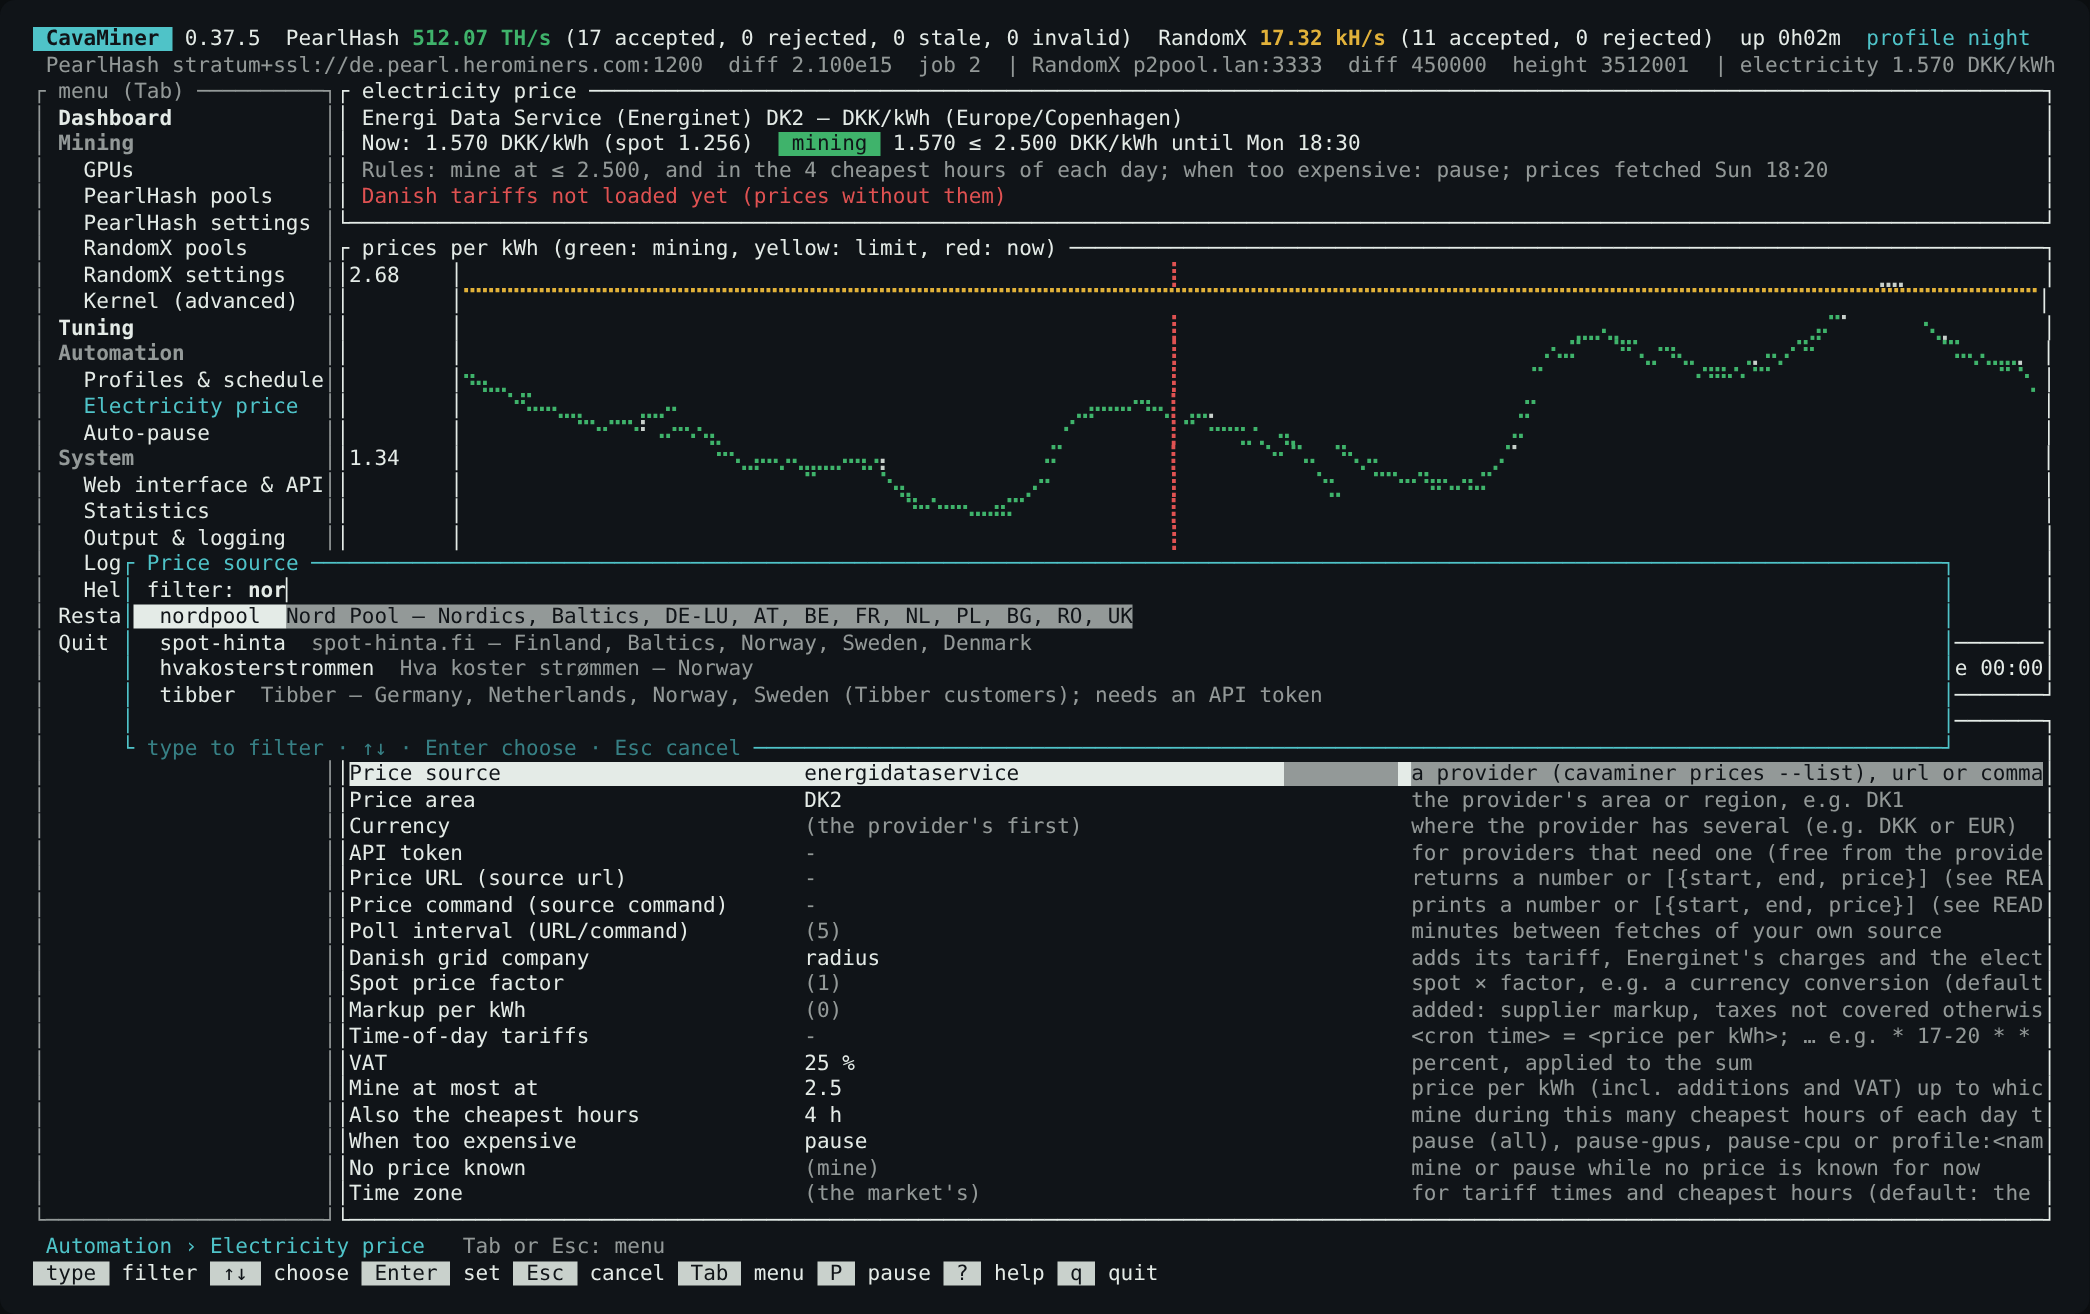 CavaMiner 0.37.5 PearlHash 512.07 TH/s (17 accepted, 0 rejected, 0 stale, 0 invalid) RandomX 17.32 kH/s (11 accepted, 0 rejected) up 0h02m profile night
PearlHash stratum+ssl://de.pearl.herominers.com:1200 diff 2.100e15 job 2 | RandomX p2pool.lan:3333 diff 450000 height 3512001 | electricity 1.570 DKK/kWh
menu (Tab)
Dashboard
Mining
GPUs
PearlHash pools
PearlHash settings
RandomX pools
RandomX settings
Kernel (advanced)
Tuning
Automation
Profiles & schedule
Electricity price
Auto-pause
System
Web interface & API
Statistics
Output & logging
Log
Hel
Resta
Quit
electricity price
Energi Data Service (Energinet) DK2 — DKK/kWh (Europe/Copenhagen)
Now: 1.570 DKK/kWh (spot 1.256) mining 1.570 ≤ 2.500 DKK/kWh until Mon 18:30
Rules: mine at ≤ 2.500, and in the 4 cheapest hours of each day; when too expensive: pause; prices fetched Sun 18:20
Danish tariffs not loaded yet (prices without them)
prices per kWh (green: mining, yellow: limit, red: now)
2.68
1.34
Price source
filter: nor
nordpool Nord Pool — Nordics, Baltics, DE-LU, AT, BE, FR, NL, PL, BG, RO, UK
spot-hinta spot-hinta.fi — Finland, Baltics, Norway, Sweden, Denmark
hvakosterstrommen Hva koster strømmen — Norway
tibber Tibber — Germany, Netherlands, Norway, Sweden (Tibber customers); needs an API token
type to filter · ↑↓ · Enter choose · Esc cancel
e 00:00
Price source energidataservice a provider (cavaminer prices --list), url or comma
Price area DK2 the provider's area or region, e.g. DK1
Currency (the provider's first) where the provider has several (e.g. DKK or EUR)
API token - for providers that need one (free from the provide
Price URL (source url) - returns a number or [{start, end, price}] (see REA
Price command (source command) - prints a number or [{start, end, price}] (see READ
Poll interval (URL/command) (5) minutes between fetches of your own source
Danish grid company radius adds its tariff, Energinet's charges and the elect
Spot price factor (1) spot × factor, e.g. a currency conversion (default
Markup per kWh (0) added: supplier markup, taxes not covered otherwis
Time-of-day tariffs - <cron time> = <price per kWh>; … e.g. * 17-20 * *
VAT 25 % percent, applied to the sum
Mine at most at 2.5 price per kWh (incl. additions and VAT) up to whic
Also the cheapest hours 4 h mine during this many cheapest hours of each day t
When too expensive pause pause (all), pause-gpus, pause-cpu or profile:<nam
No price known (mine) mine or pause while no price is known for now
Time zone (the market's) for tariff times and cheapest hours (default: the
Automation › Electricity price Tab or Esc: menu
type filter ↑↓ choose Enter set Esc cancel Tab menu P pause ? help q quit